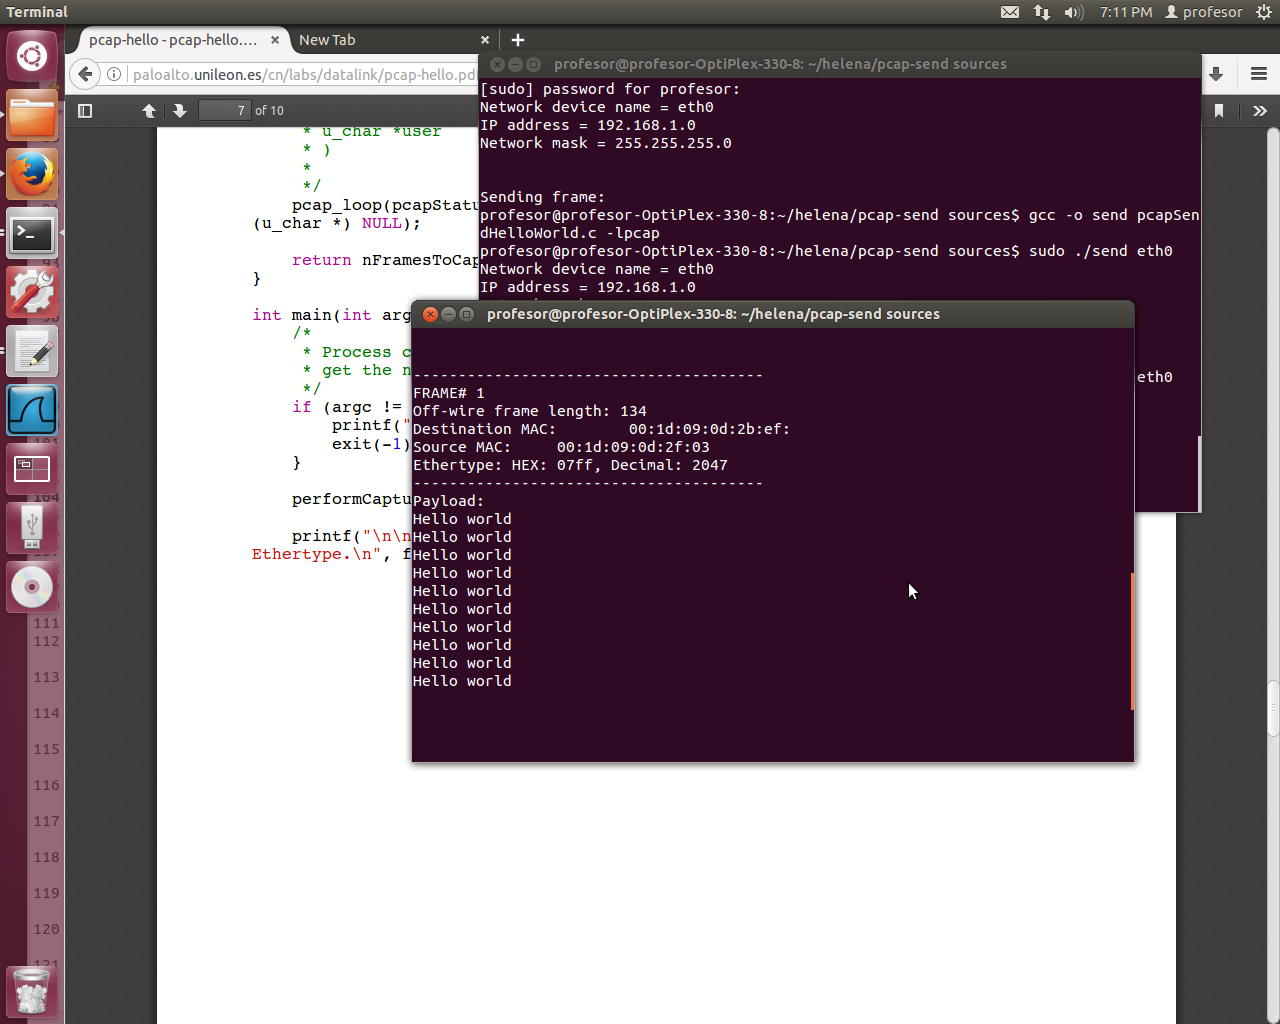 Terminal
7:11 PM
profesor
pcap-hello - pcap-hello....
New Tab
paloalto.unileon.es/cn/labs/datalink/pcap-hello.pd
7 of 10
* u_char *user
* )
*
*/
pcap_loop(pcapStatu
(u_char *) NULL);
return nFramesToCap
}
int main(int arg
/*
* Process c
* get the n
*/
if (argc !=
printf("
exit(-1)
}
performCaptu
printf("\n\n
Ethertype.\n", f
profesor@profesor-OptiPlex-330-8: ~/helena/pcap-send sources
[sudo] password for profesor:
Network device name = eth0
IP address = 192.168.1.0
Network mask = 255.255.255.0
Sending frame:
profesor@profesor-OptiPlex-330-8:~/helena/pcap-send sources$ gcc -o send pcapSen
dHelloWorld.c -lpcap
profesor@profesor-OptiPlex-330-8:~/helena/pcap-send sources$ sudo ./send eth0
Network device name = eth0
IP address = 192.168.1.0
eth0
profesor@profesor-OptiPlex-330-8: ~/helena/pcap-send sources
---------------------------------------
FRAME# 1
Off-wire frame length: 134
Destination MAC: 00:1d:09:0d:2b:ef:
Source MAC: 00:1d:09:0d:2f:03
Ethertype: HEX: 07ff, Decimal: 2047
---------------------------------------
Payload:
Hello world
Hello world
Hello world
Hello world
Hello world
Hello world
Hello world
Hello world
Hello world
Hello world
111
112
113
114
115
116
117
118
119
120
121